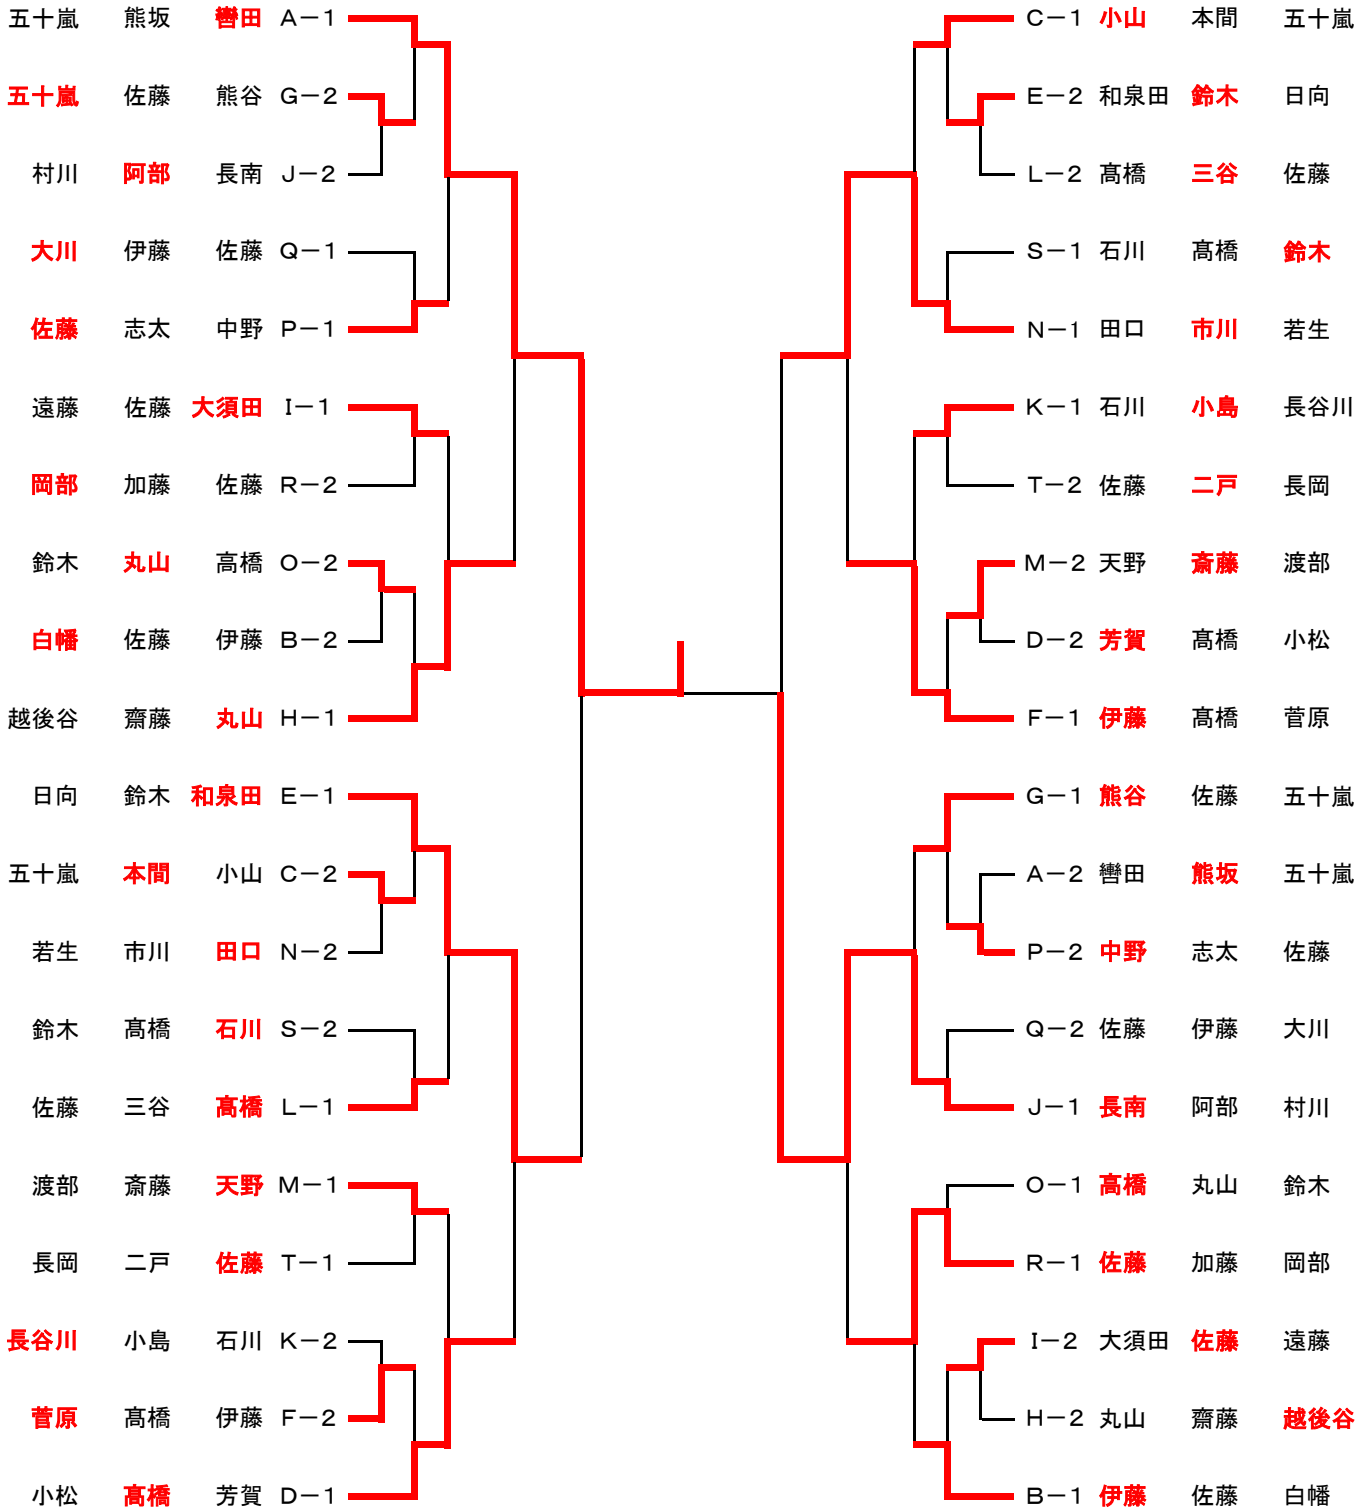 五十嵐 熊坂 轡田 A－1
五十嵐 佐藤 熊谷 G－2
村川 阿部 長南 J－2
大川 伊藤 佐藤 Q－1
佐藤 志太 中野 P－1
遠藤 佐藤 大須田 I－1
岡部 加藤 佐藤 R－2
鈴木 丸山 高橋 O－2
白幡 佐藤 伊藤 B－2
越後谷 齋藤 丸山 H－1
日向 鈴木 和泉田 E－1
五十嵐 本間 小山 C－2
若生 市川 田口 N－2
鈴木 髙橋 石川 S－2
佐藤 三谷 髙橋 L－1
渡部 斎藤 天野 M－1
長岡 二戸 佐藤 T－1
長谷川 小島 石川 K－2
菅原 髙橋 伊藤 F－2
小松 髙橋 芳賀 D－1
C－1 小山 本間 五十嵐
E－2 和泉田 鈴木 日向
L－2 髙橋 三谷 佐藤
S－1 石川 髙橋 鈴木
N－1 田口 市川 若生
K－1 石川 小島 長谷川
T－2 佐藤 二戸 長岡
M－2 天野 斎藤 渡部
D－2 芳賀 髙橋 小松
F－1 伊藤 髙橋 菅原
G－1 熊谷 佐藤 五十嵐
A－2 轡田 熊坂 五十嵐
P－2 中野 志太 佐藤
Q－2 佐藤 伊藤 大川
J－1 長南 阿部 村川
O－1 高橋 丸山 鈴木
R－1 佐藤 加藤 岡部
I－2 大須田 佐藤 遠藤
H－2 丸山 齋藤 越後谷
B－1 伊藤 佐藤 白幡